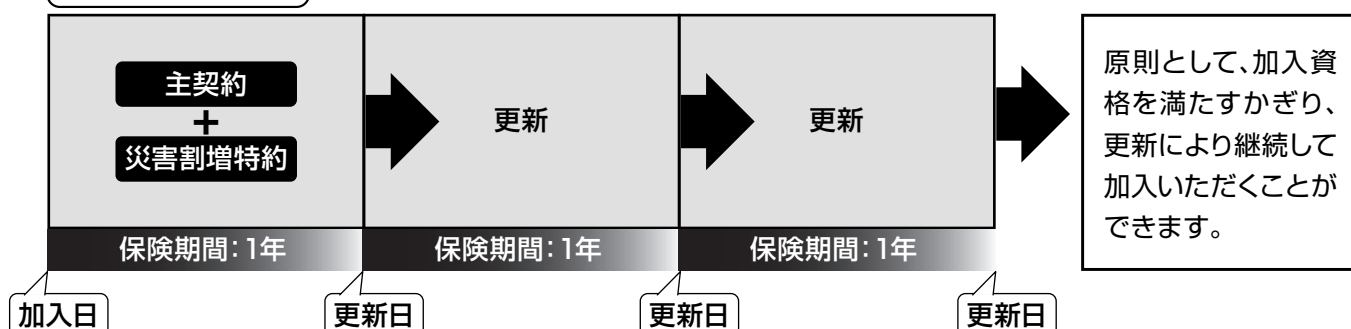 主契約
+
災害割増特約
更新
更新
保険期間:1年
保険期間:1年
保険期間:1年
加入日
更新日
更新日
更新日
原則として、加入資
格を満たすかぎり、
更新により継続して
加入いただくことが
できます。